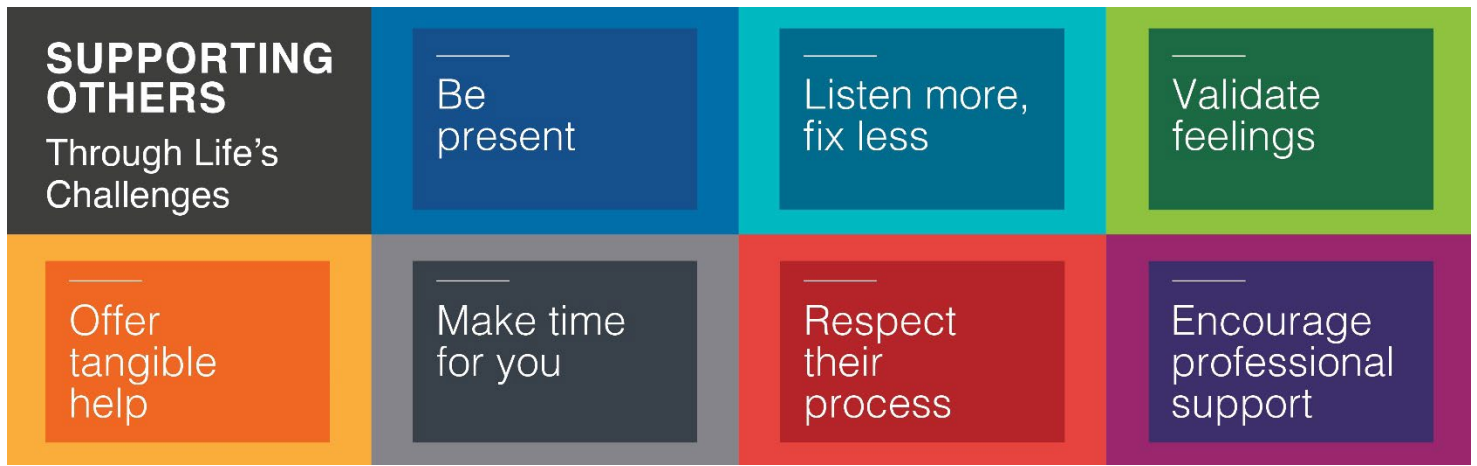 SUPPORTING
OTHERS
Through Life’s
Challenges
Be
present
Listen more,
fix less
Validate
feelings
Offer
tangible
help
Make time
for you
Respect
their
process
Encourage
professional
support